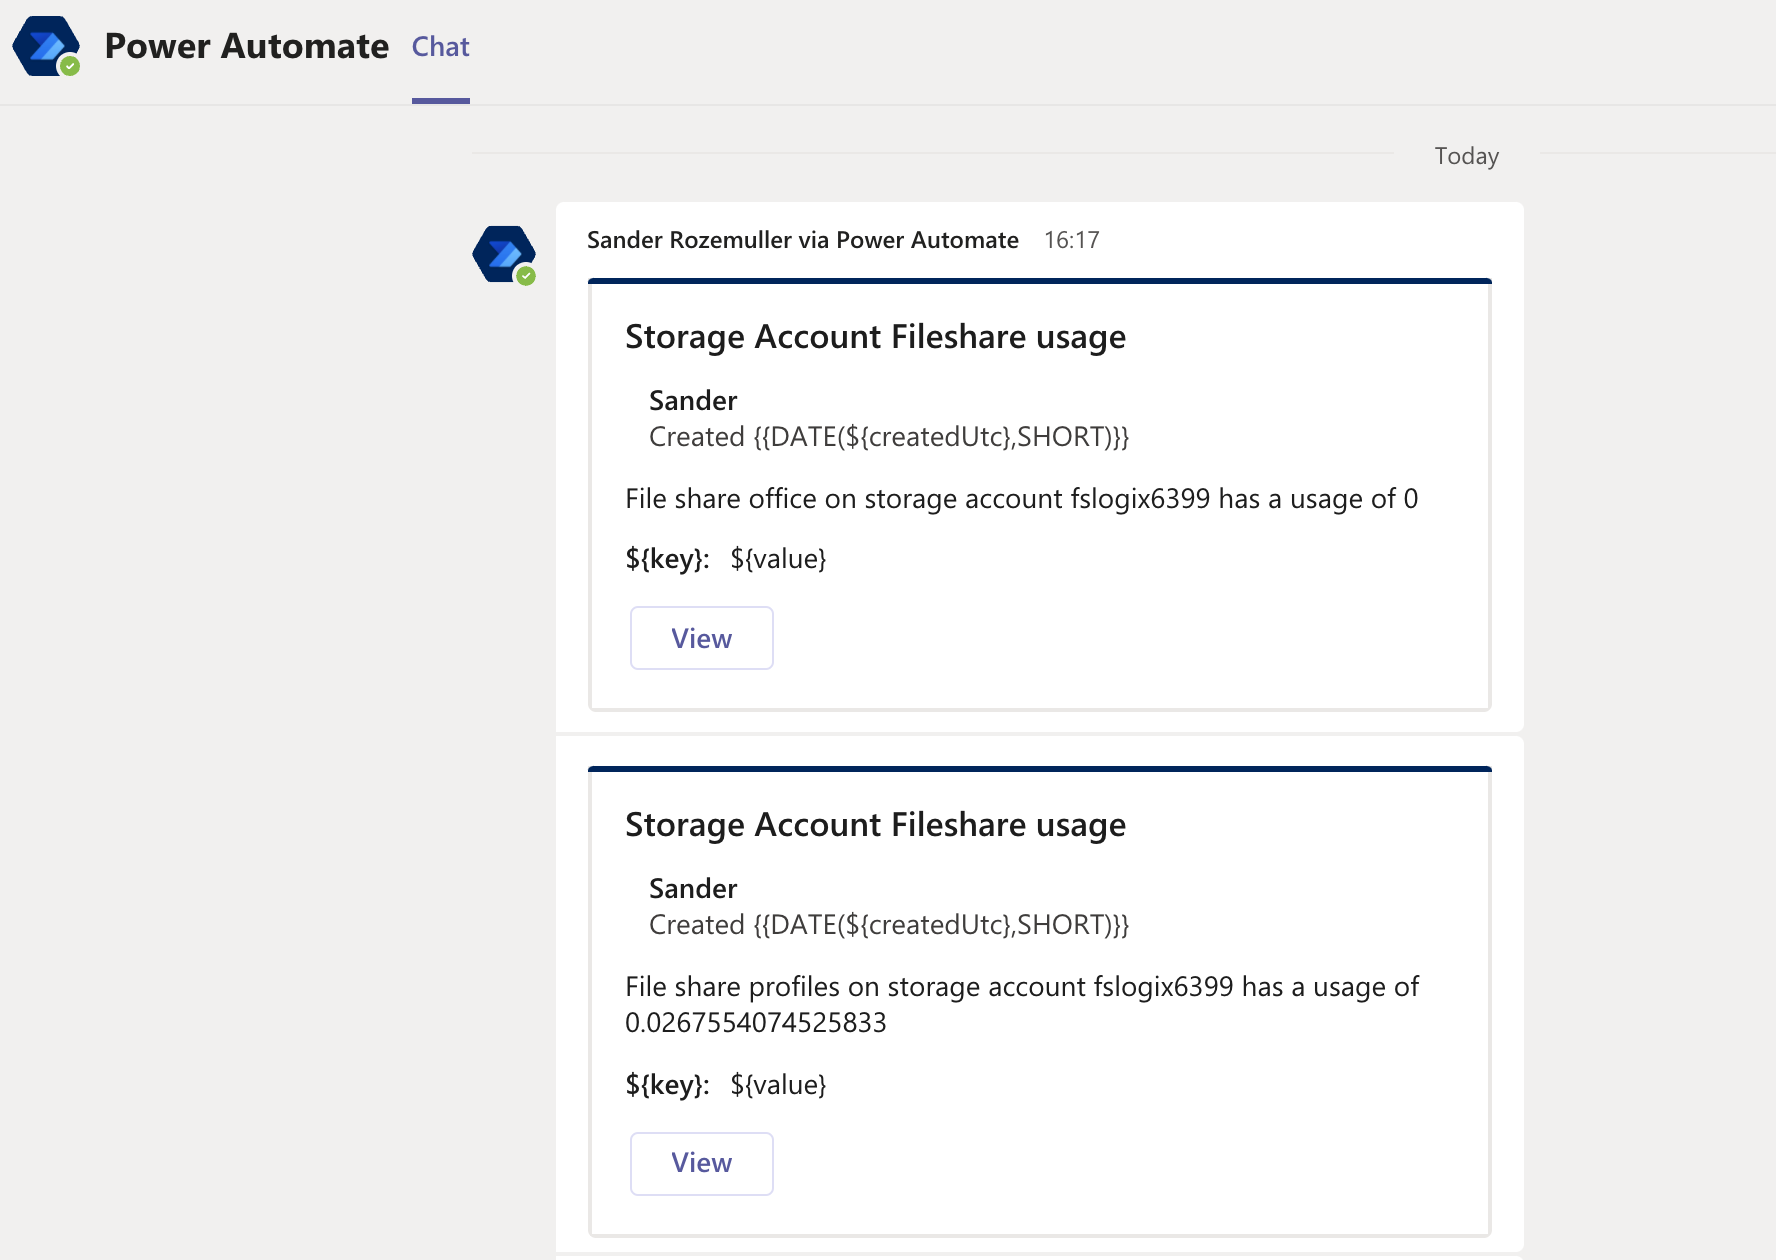 Power Automate Chat
Today
Sander Rozemuller via Power Automate 16:17
Storage Account Fileshare usage
Sander
Created {{DATE(${createdUtc},SHORT)}}
File share office on storage account fslogix6399 has a usage of 0
${key}: ${value}
View
Storage Account Fileshare usage
Sander
Created {{DATE(${createdUtc},SHORT)}}
File share profiles on storage account fslogix6399 has a usage of
0.0267554074525833
${key}: ${value}
View